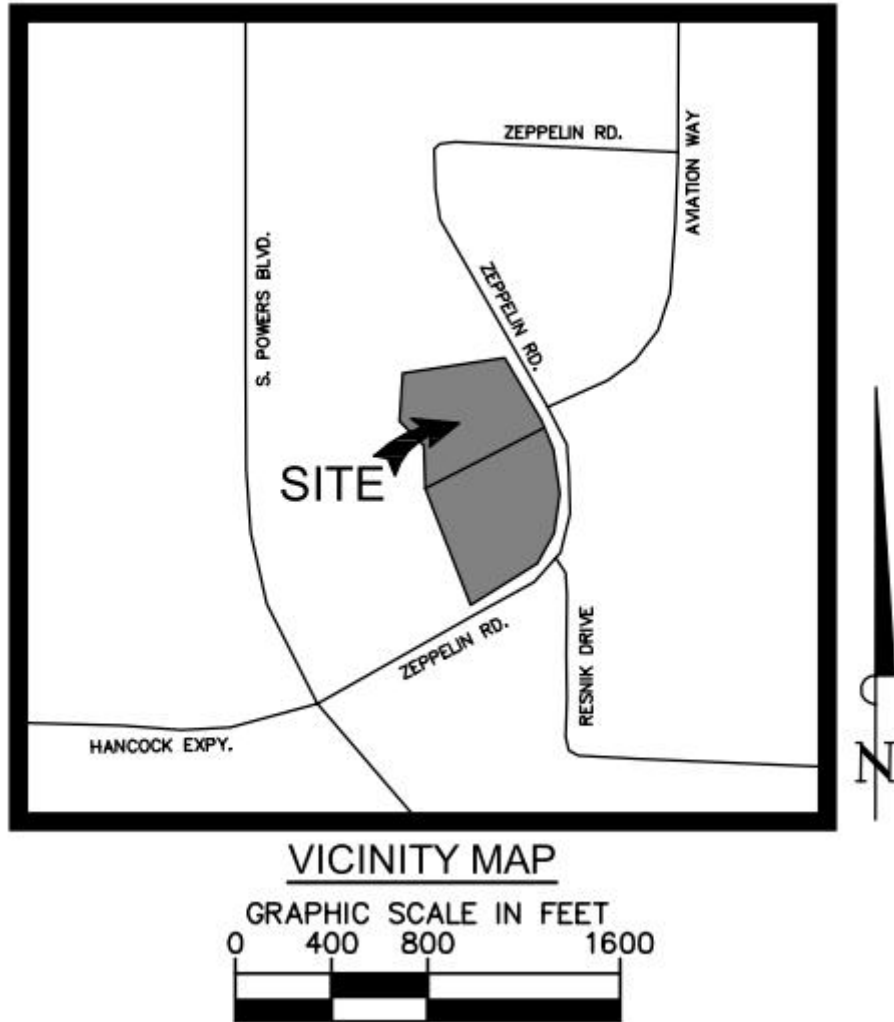 ZEPPELIN RD.
AVIATION WAY
S. POWERS BLVD.
ZEPPELIN RD.
SITE
ZEPPELIN RD.
RESNIK DRIVE
HANCOCK EXPY.
N
VICINITY MAP
GRAPHIC SCALE IN FEET
0 400 800 1600